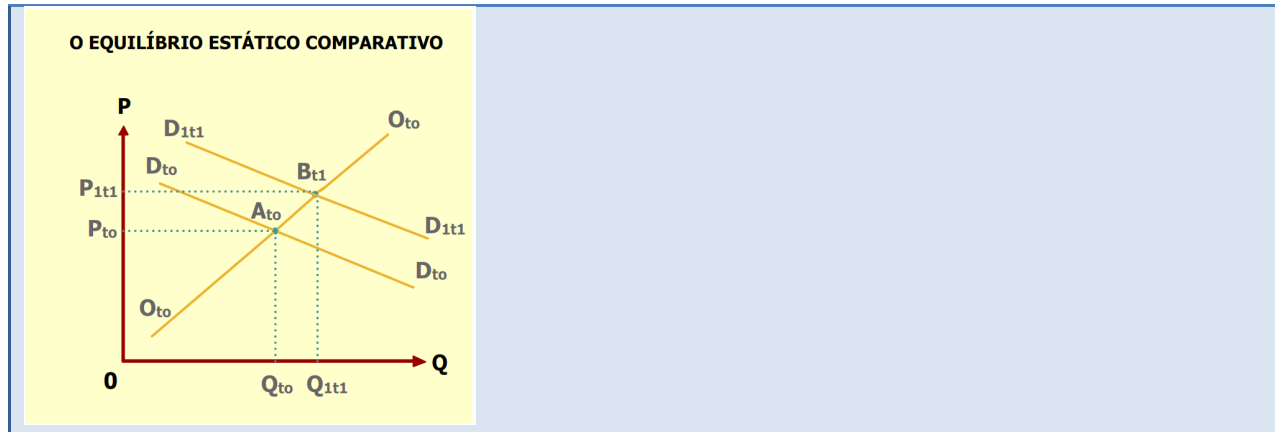 O EQUILÍBRIO ESTÁTICO COMPARATIVO
P
D1t1
Oto
Dto
Bt1
P1t1
Ato
Pto
D1t1
Dto
Oto
Q
0
Qto Q1t1